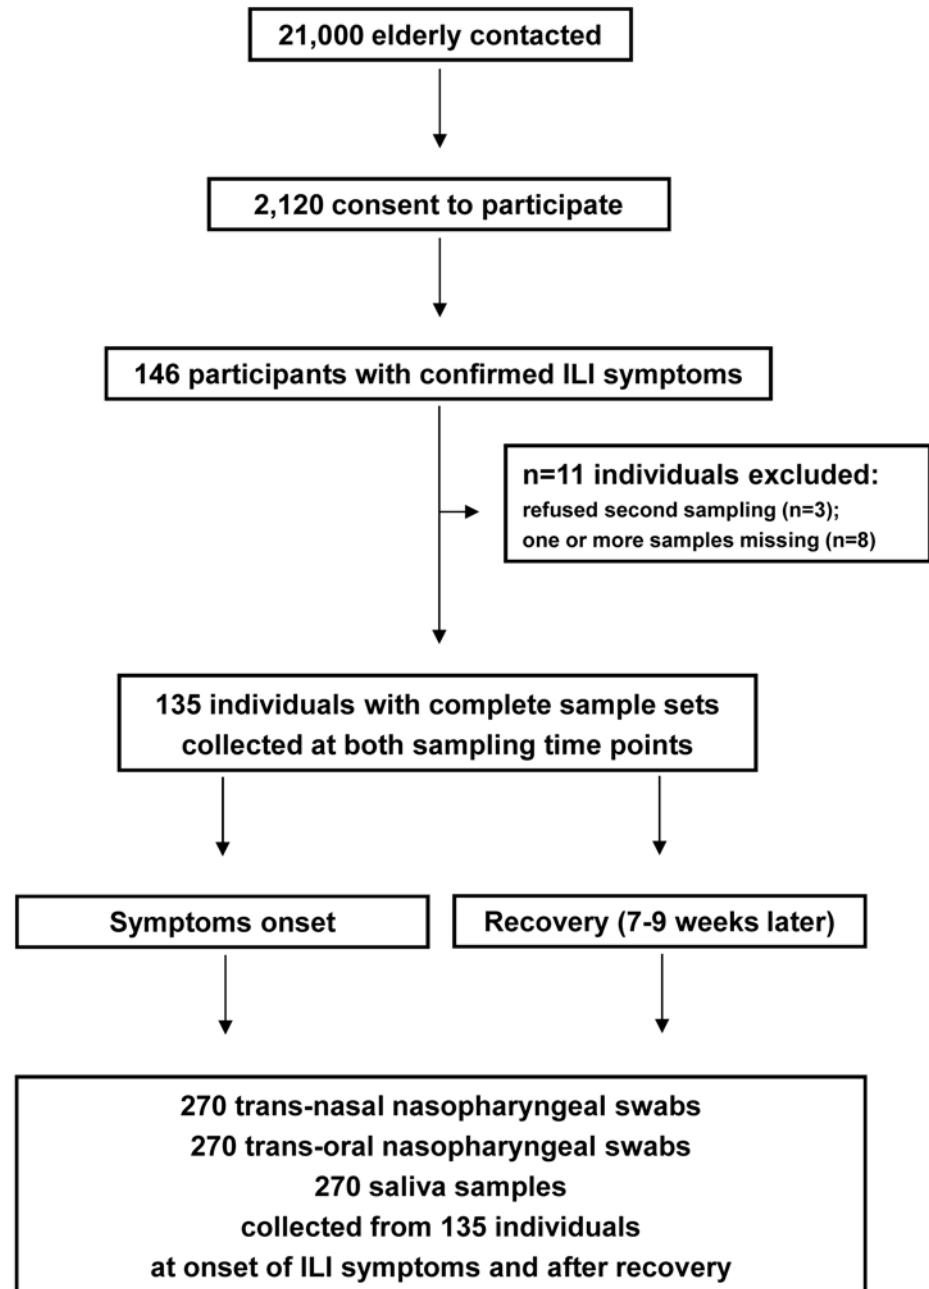 21,000 elderly contacted
2,120 consent to participate
146 participants with confirmed ILI symptoms
n=11 individuals excluded:
refused second sampling (n=3);
one or more samples missing (n=8)
135 individuals with complete sample sets
collected at both sampling time points
Symptoms onset
Recovery (7-9 weeks later)
270 trans-nasal nasopharyngeal swabs
270 trans-oral nasopharyngeal swabs
270 saliva samples
collected from 135 individuals
at onset of ILI symptoms and after recovery